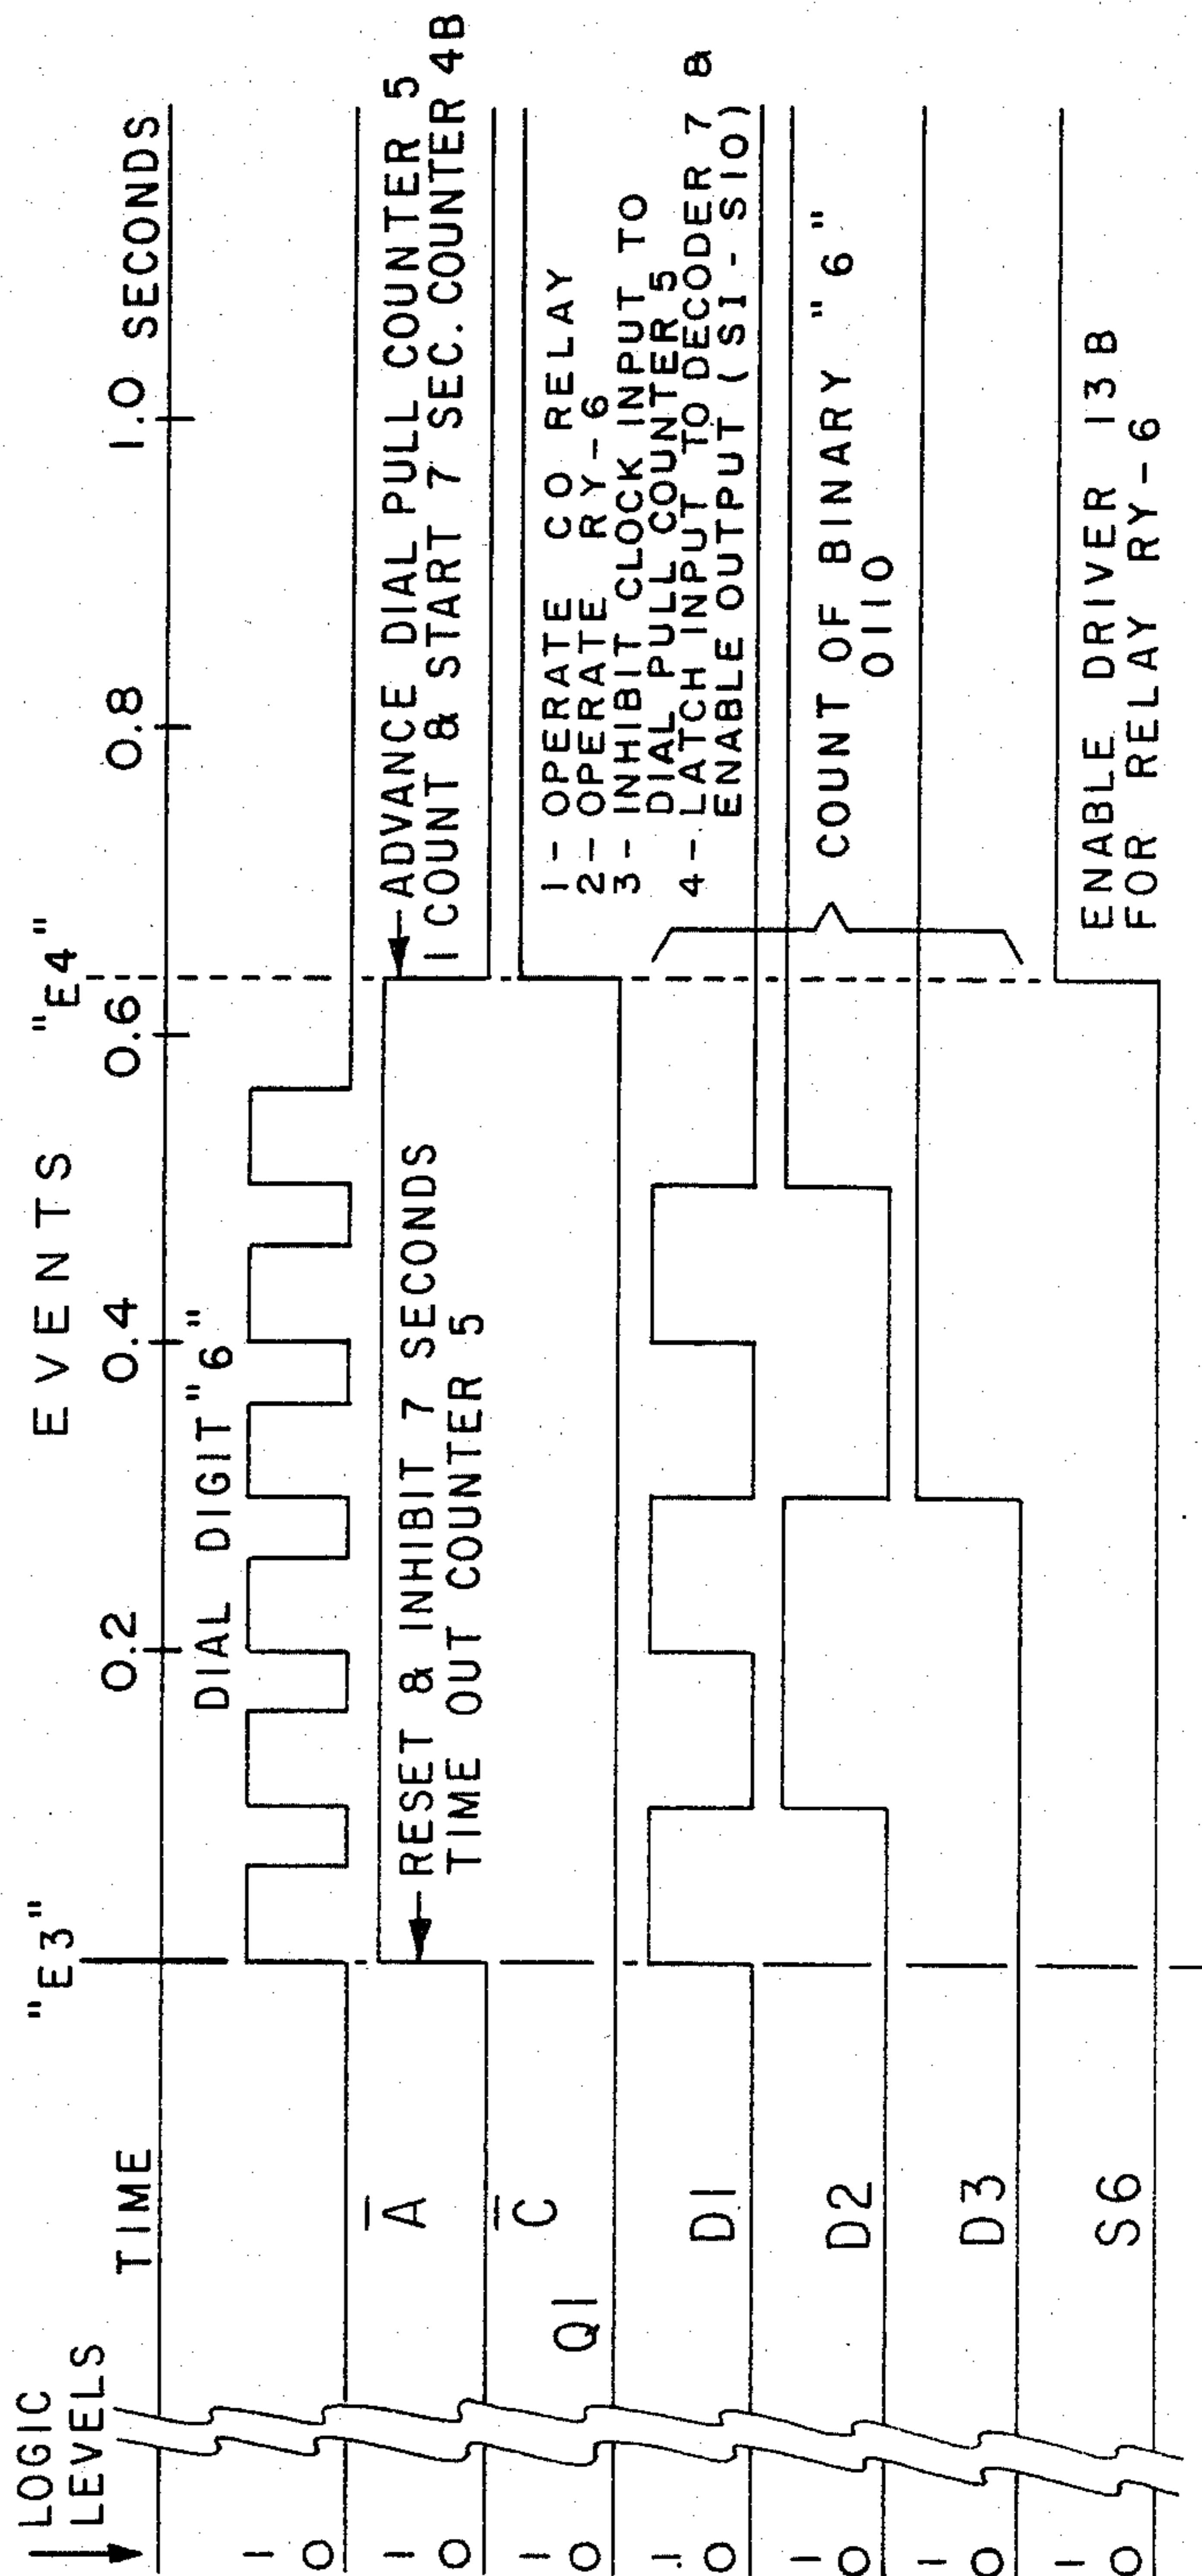 LOGIC
LEVELS
EVENTS
"E3"
"E4"
TIME
0.2
0.4
0.6
0.8
1.0 SECONDS
DIAL DIGIT "6"
1
0
A
ADVANCE DIAL PULL COUNTER 5
1 COUNT & START 7 SEC. COUNTER 4B
RESET & INHIBIT 7 SECONDS
TIME OUT COUNTER 5
1
0
C
1
0
Q1
1 - OPERATE CO RELAY
2 - OPERATE RY-6
3 - INHIBIT CLOCK INPUT TO
DIAL PULL COUNTER 5
4 - LATCH INPUT TO DECODER 7 &
ENABLE OUTPUT (S1 - S10)
1
0
D1
COUNT OF BINARY "6"
0110
1
0
D2
1
0
D3
1
0
S6
ENABLE DRIVER 13B
FOR RELAY RY-6